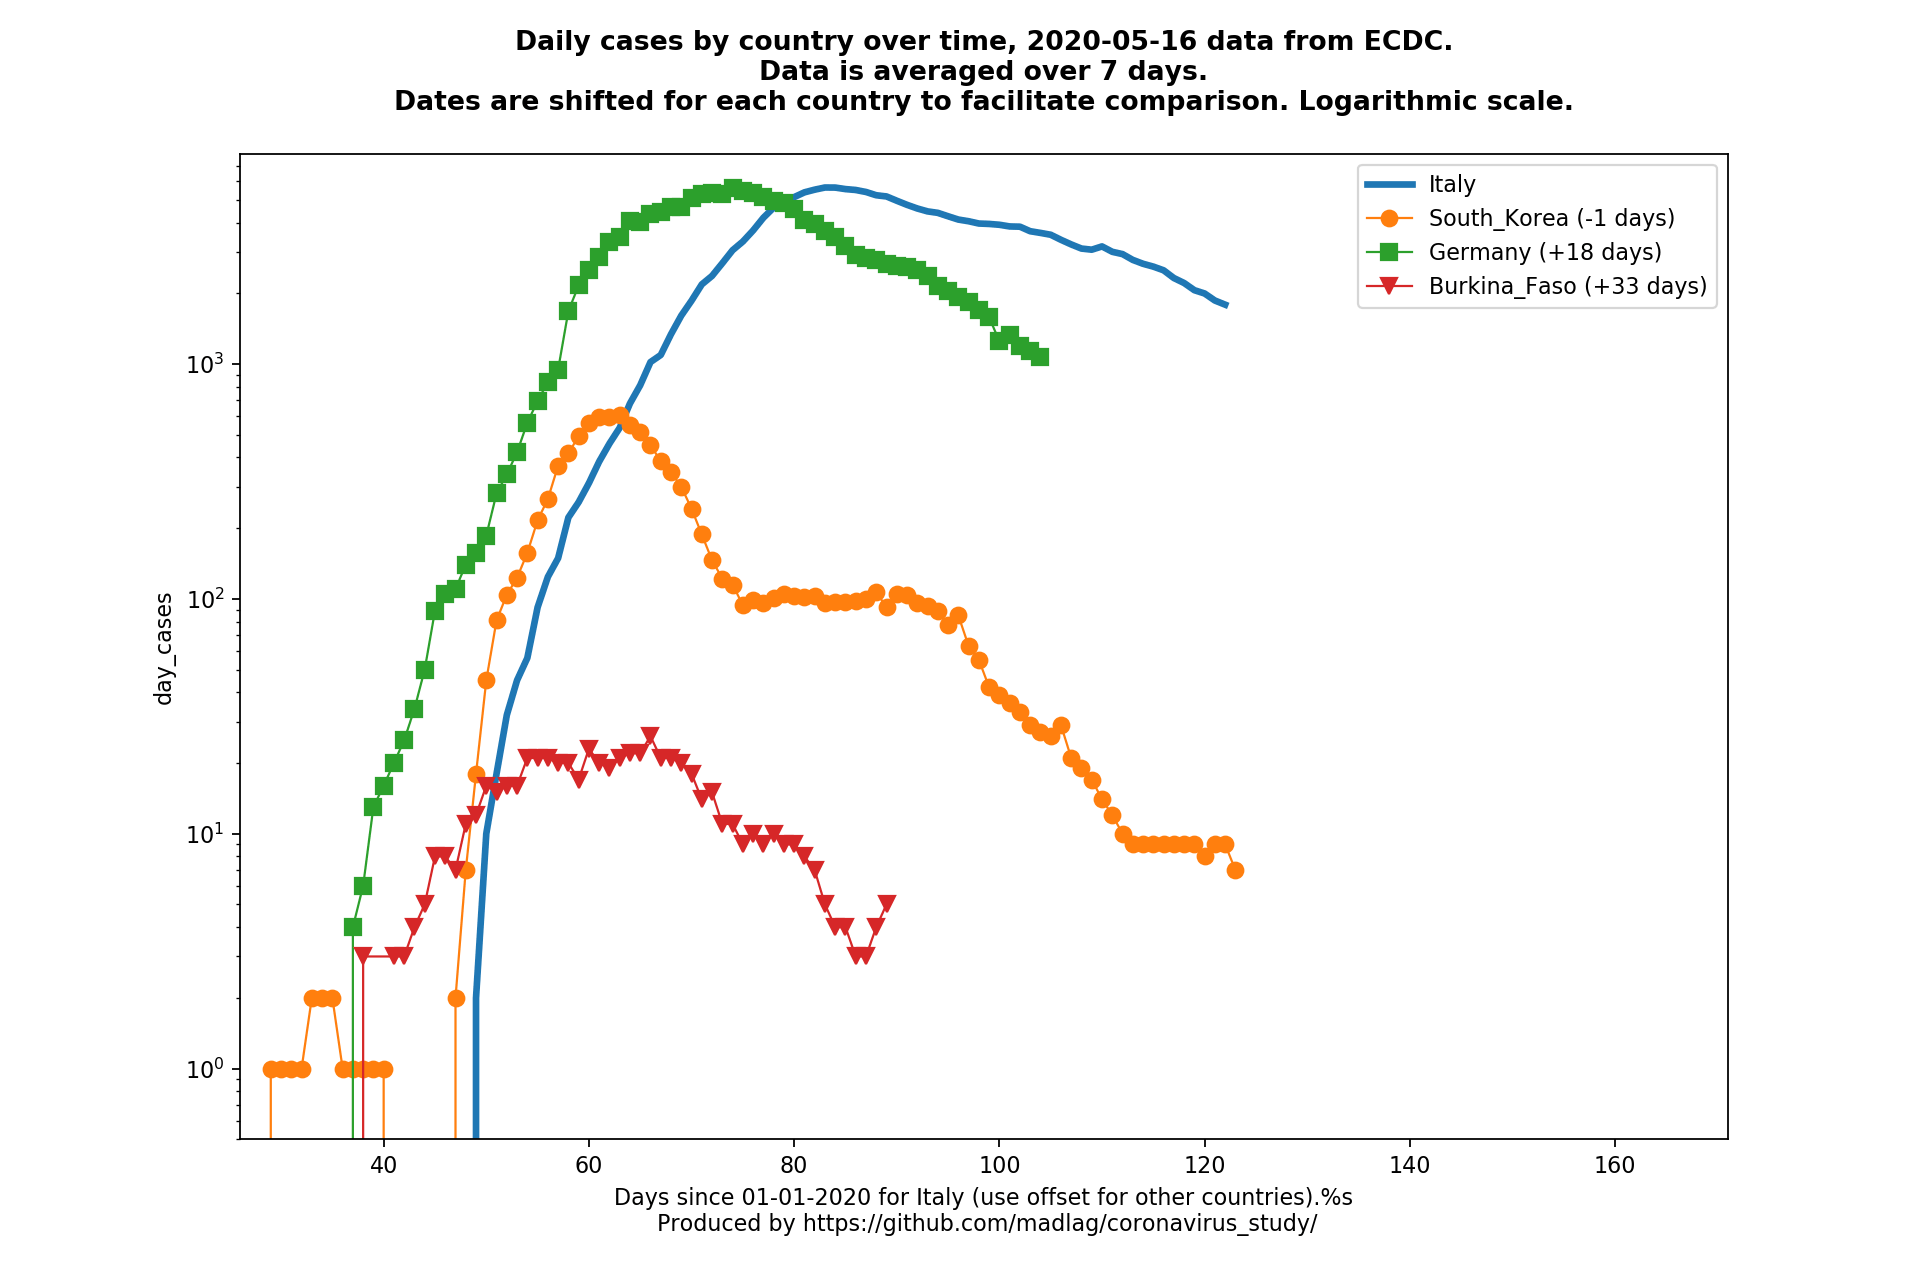 Daily cases by country over time, 2020-05-16 data from ECDC.
Data is averaged over 7 days.
Dates are shifted for each country to facilitate comparison. Logarithmic scale.
Italy
South_Korea (-1 days)
Germany (+18 days)
Burkina_Faso (+33 days)
10³
10²
10¹
10⁰
day_cases
40 60 80 100 120 140 160
Days since 01-01-2020 for Italy (use offset for other countries).%s
Produced by https://github.com/madlag/coronavirus_study/